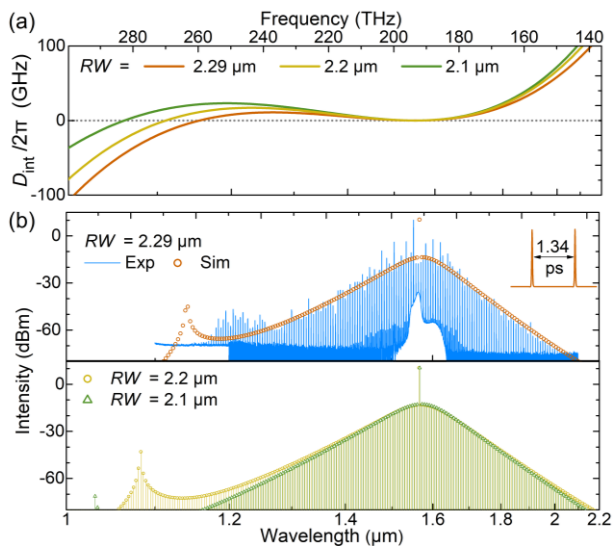 Frequency (THz)
280 260 240 220 200 180 160 140
(a)
RW = 2.29 μm 2.2 μm 2.1 μm
D_int/2π (GHz)
100
0
-100
(b)
RW = 2.29 μm
Exp Sim
1.34
ps
0
-30
-60
Intensity (dBm)
RW = 2.2 μm
RW = 2.1 μm
0
-30
-60
1 1.2 1.4 1.6 1.8 2 2.2
Wavelength (μm)